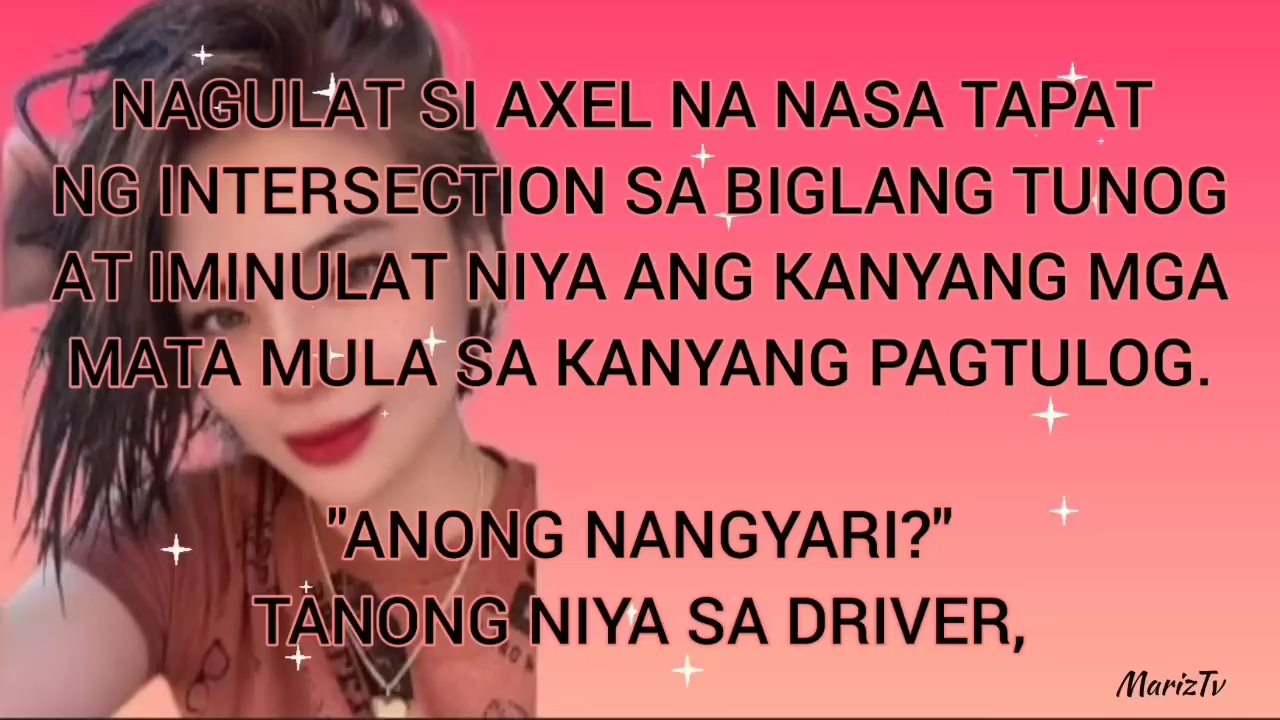 NAGULAT SI AXEL NA NASA TAPAT
NG INTERSECTION SA BIGLANG TUNOG
AT IMINULAT NIYA ANG KANYANG MGA
MATA MULA SA KANYANG PAGTULOG.
"ANONG NANGYARI?"
TANONG NIYA SA DRIVER,
MarizTv